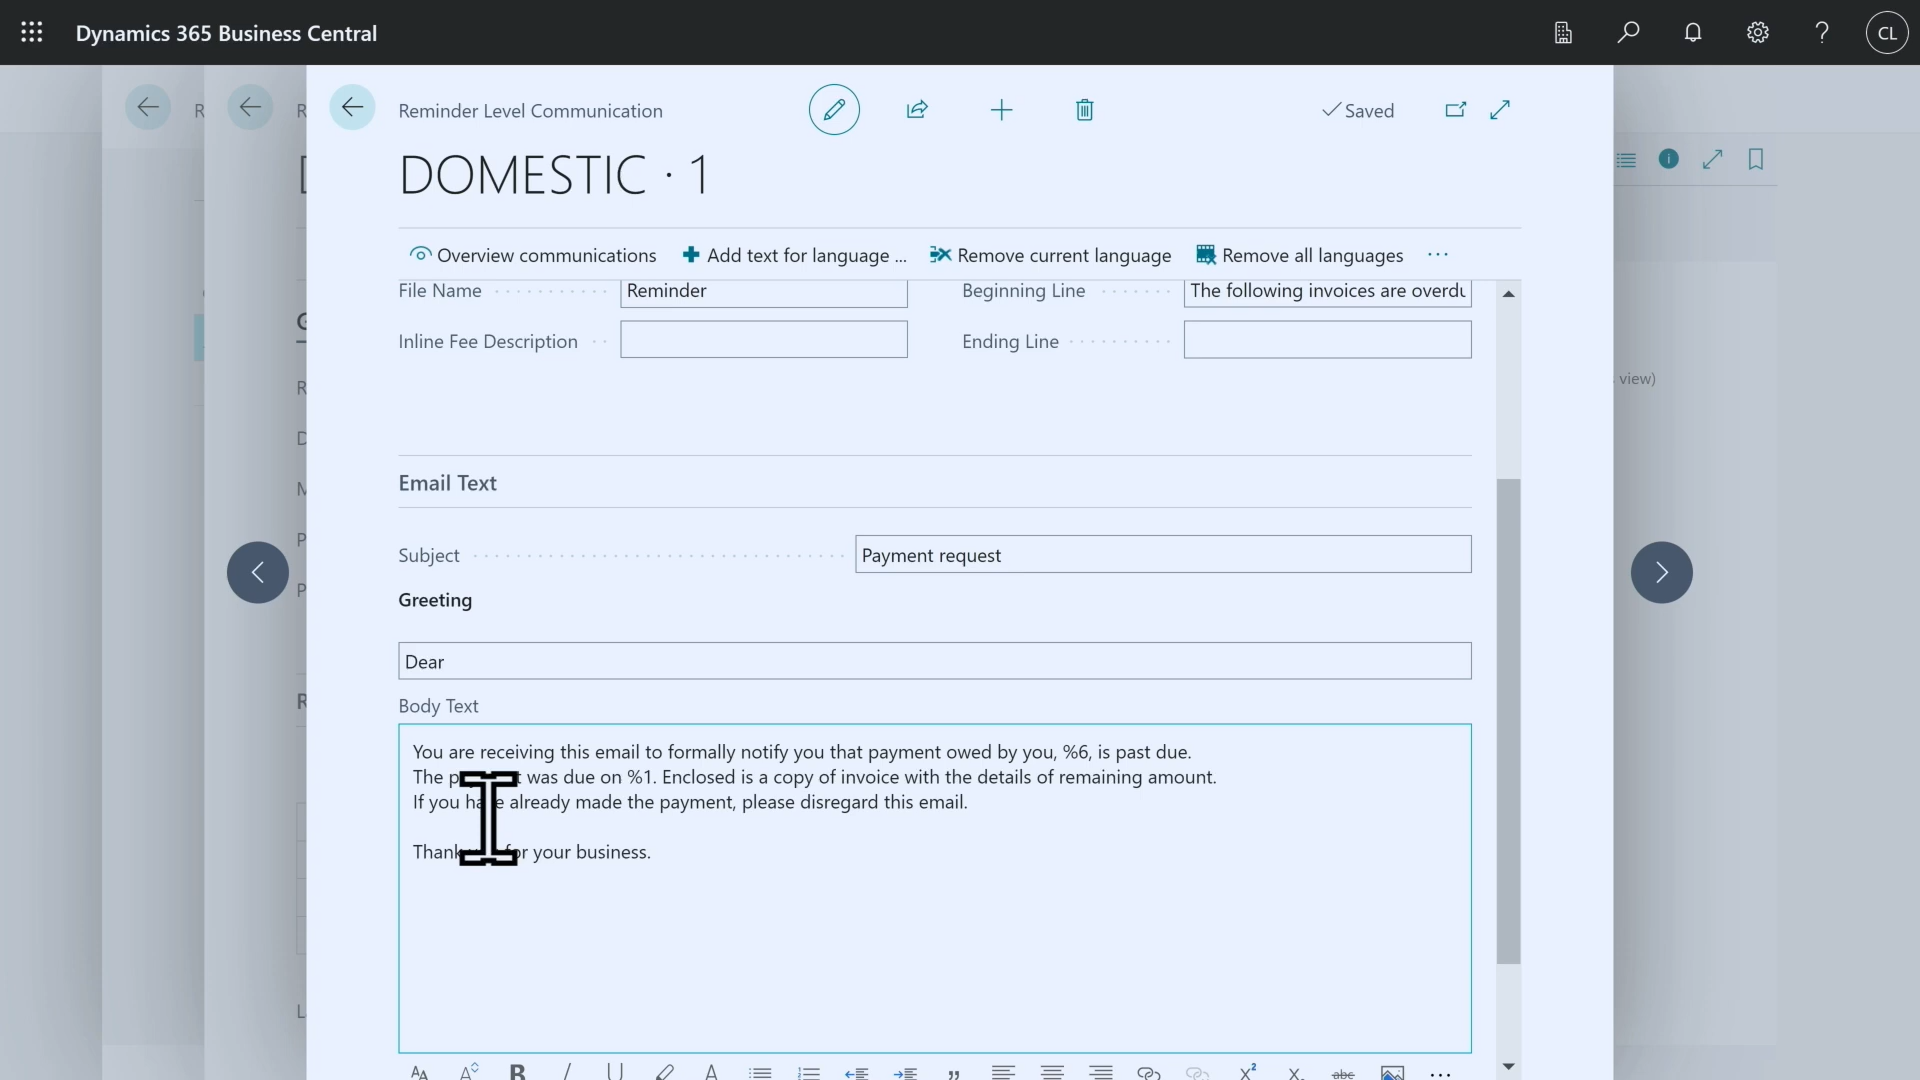 Dynamics 365 Business Central
CL
Reminder Level Communication
Saved
DOMESTIC · 1
Overview communications
Add text for language ...
Remove current language
Remove all languages
File Name
Reminder
Beginning Line
The following invoices are
Inline Fee Description
Ending Line
view)
Email Text
Subject
Payment request
Greeting
Dear
Body Text
You are receiving this email to formally notify you that payment owed by you, %6, is past due.
The was due on %1. Enclosed is a copy of invoice with the details of remaining amount.
If you have already made the payment, please disregard this email.
Thank for your business.